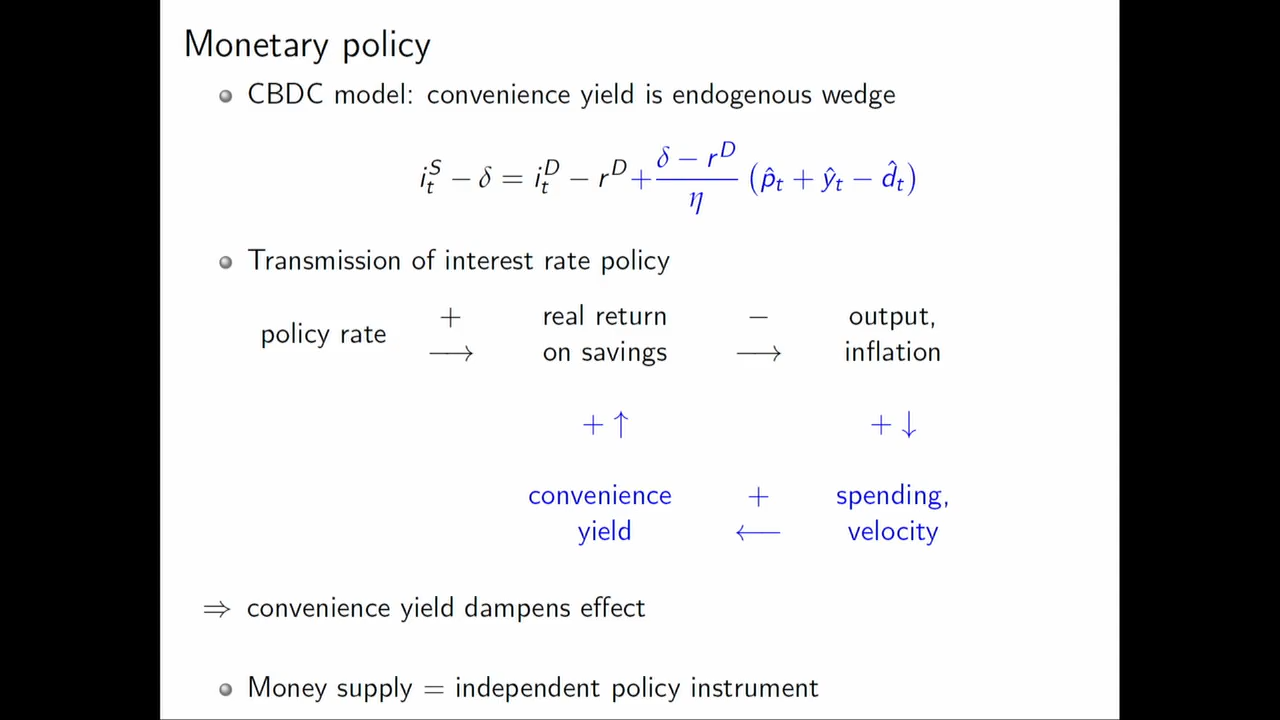 Monetary policy
CBDC model: convenience yield is endogenous wedge
i_t^S − δ = i_t^D − r^D + \frac{δ − r^D}{η} (p̂_t + ŷ_t − d̂_t)
Transmission of interest rate policy
policy rate + → real return on savings − → output, inflation
+ ↑ + ↓
convenience yield + ← spending, velocity
⇒ convenience yield dampens effect
Money supply = independent policy instrument